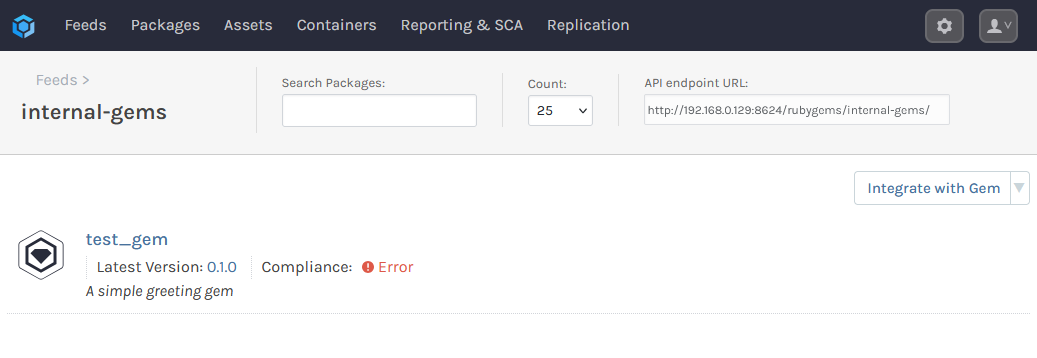 Feeds Packages Assets Containers Reporting & SCA Replication
Feeds >
internal-gems
Search Packages:
Count:
25
API endpoint URL:
http://192.168.0.129:8624/rubygems/internal-gems/
Integrate with Gem
test_gem
Latest Version: 0.1.0 Compliance: Error
A simple greeting gem